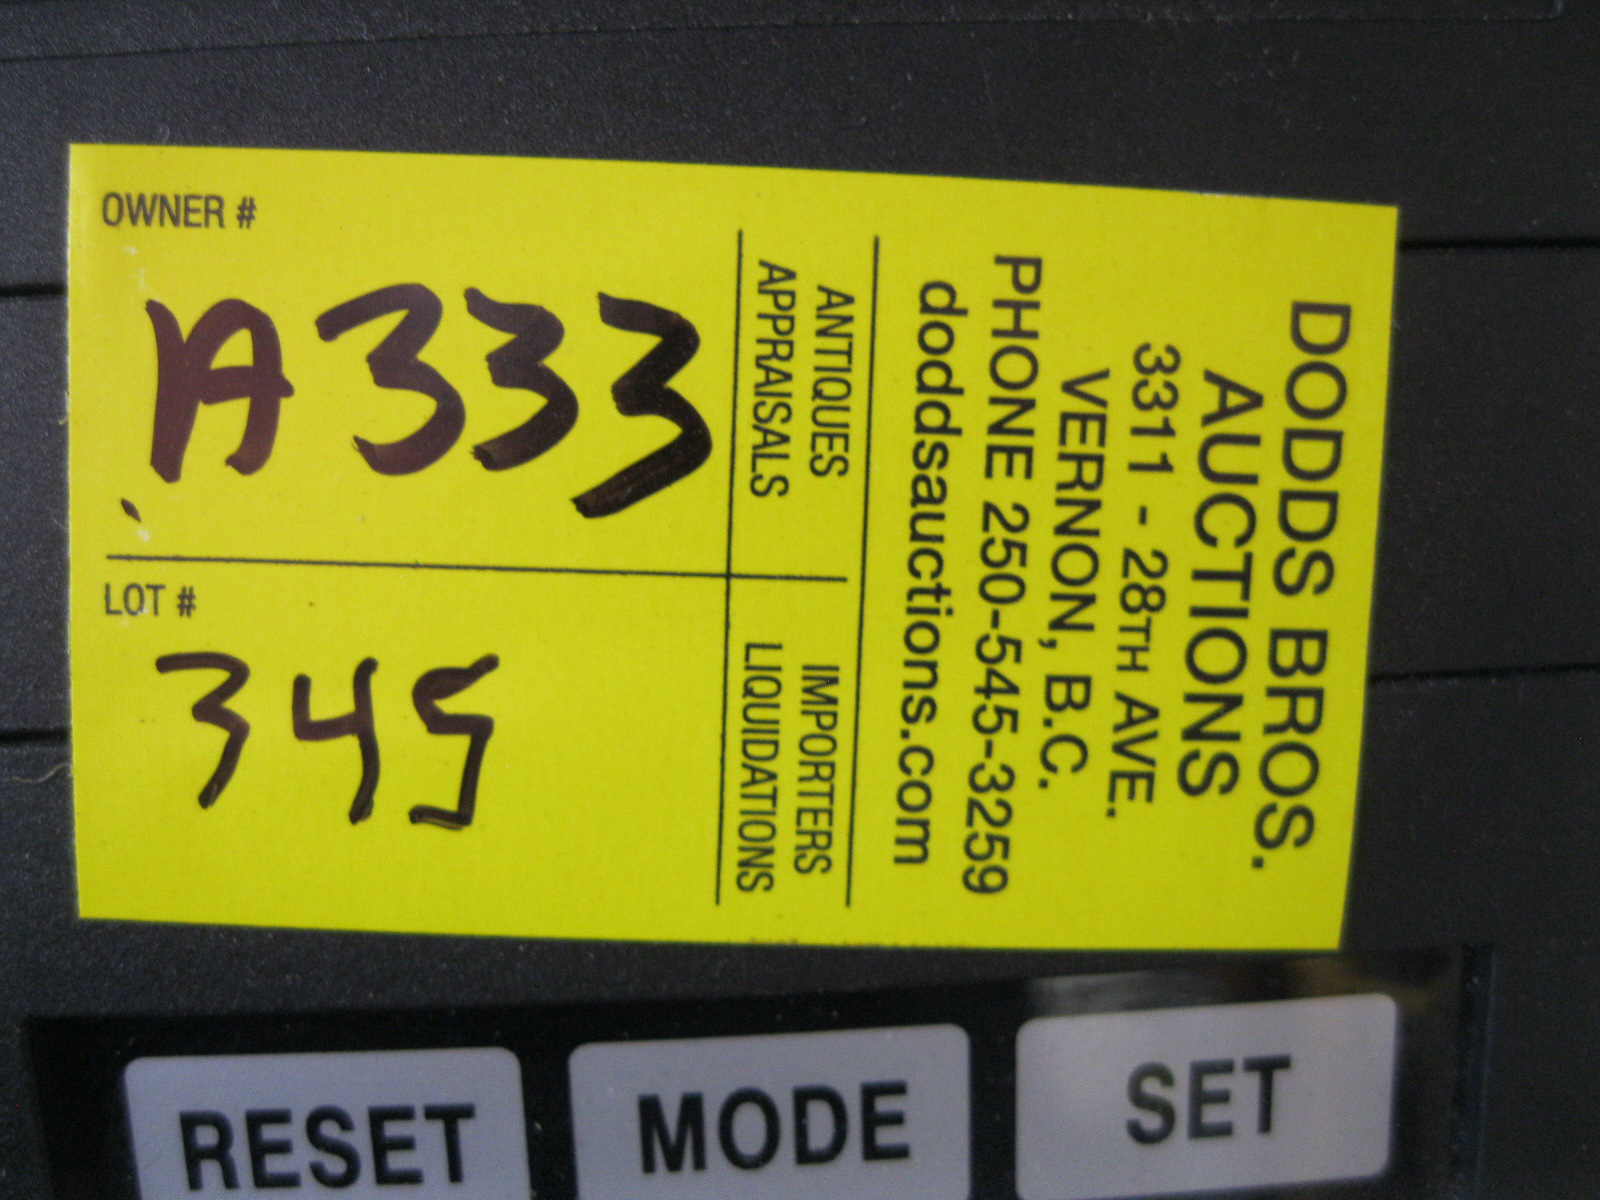 OWNER #
A333
LOT #
345
DODDS BROS.
AUCTIONS
3311 - 28TH AVE.
VERNON, B.C.
PHONE 250-545-3259
doddsauctions.com
ANTIQUES
APPRAISALS
IMPORTERS
LIQUIDATIONS
RESET
MODE
SET